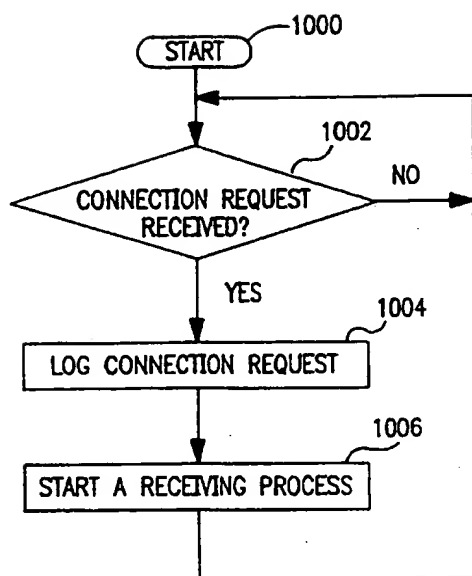 1000
START
1002
CONNECTION REQUEST
RECEIVED?
NO
YES
1004
LOG CONNECTION REQUEST
1006
START A RECEIVING PROCESS